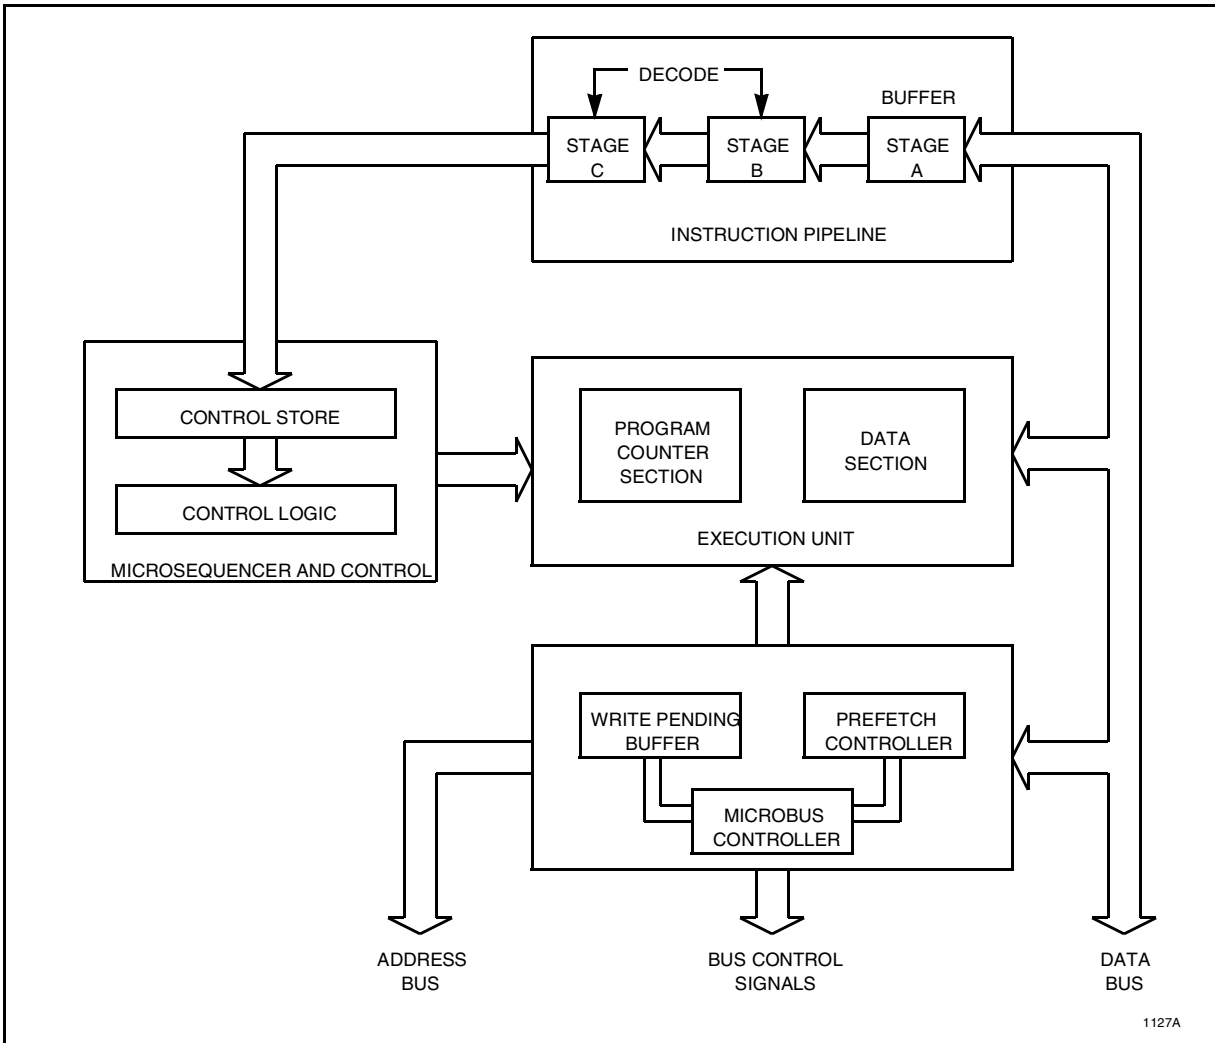 DECODE
BUFFER
STAGE
C
STAGE
B
STAGE
A
INSTRUCTION PIPELINE
CONTROL STORE
CONTROL LOGIC
MICROSEQUENCER AND CONTROL
PROGRAM
COUNTER
SECTION
DATA
SECTION
EXECUTION UNIT
WRITE PENDING
BUFFER
PREFETCH
CONTROLLER
MICROBUS
CONTROLLER
ADDRESS
BUS
BUS CONTROL
SIGNALS
DATA
BUS
1127A